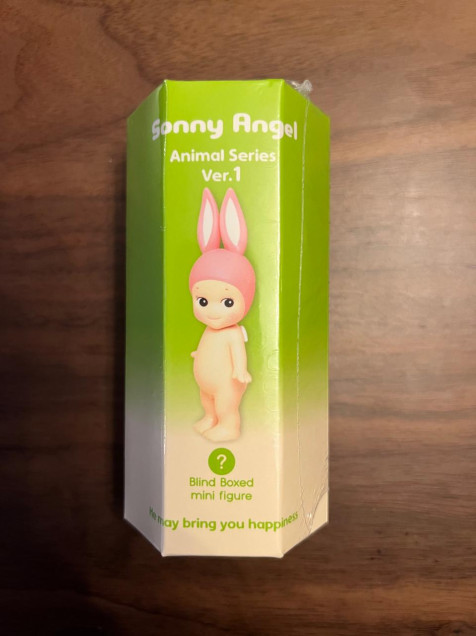 Sonny Angel
Animal Series
Ver.1
?
Blind Boxed
mini figure
He may bring you happiness